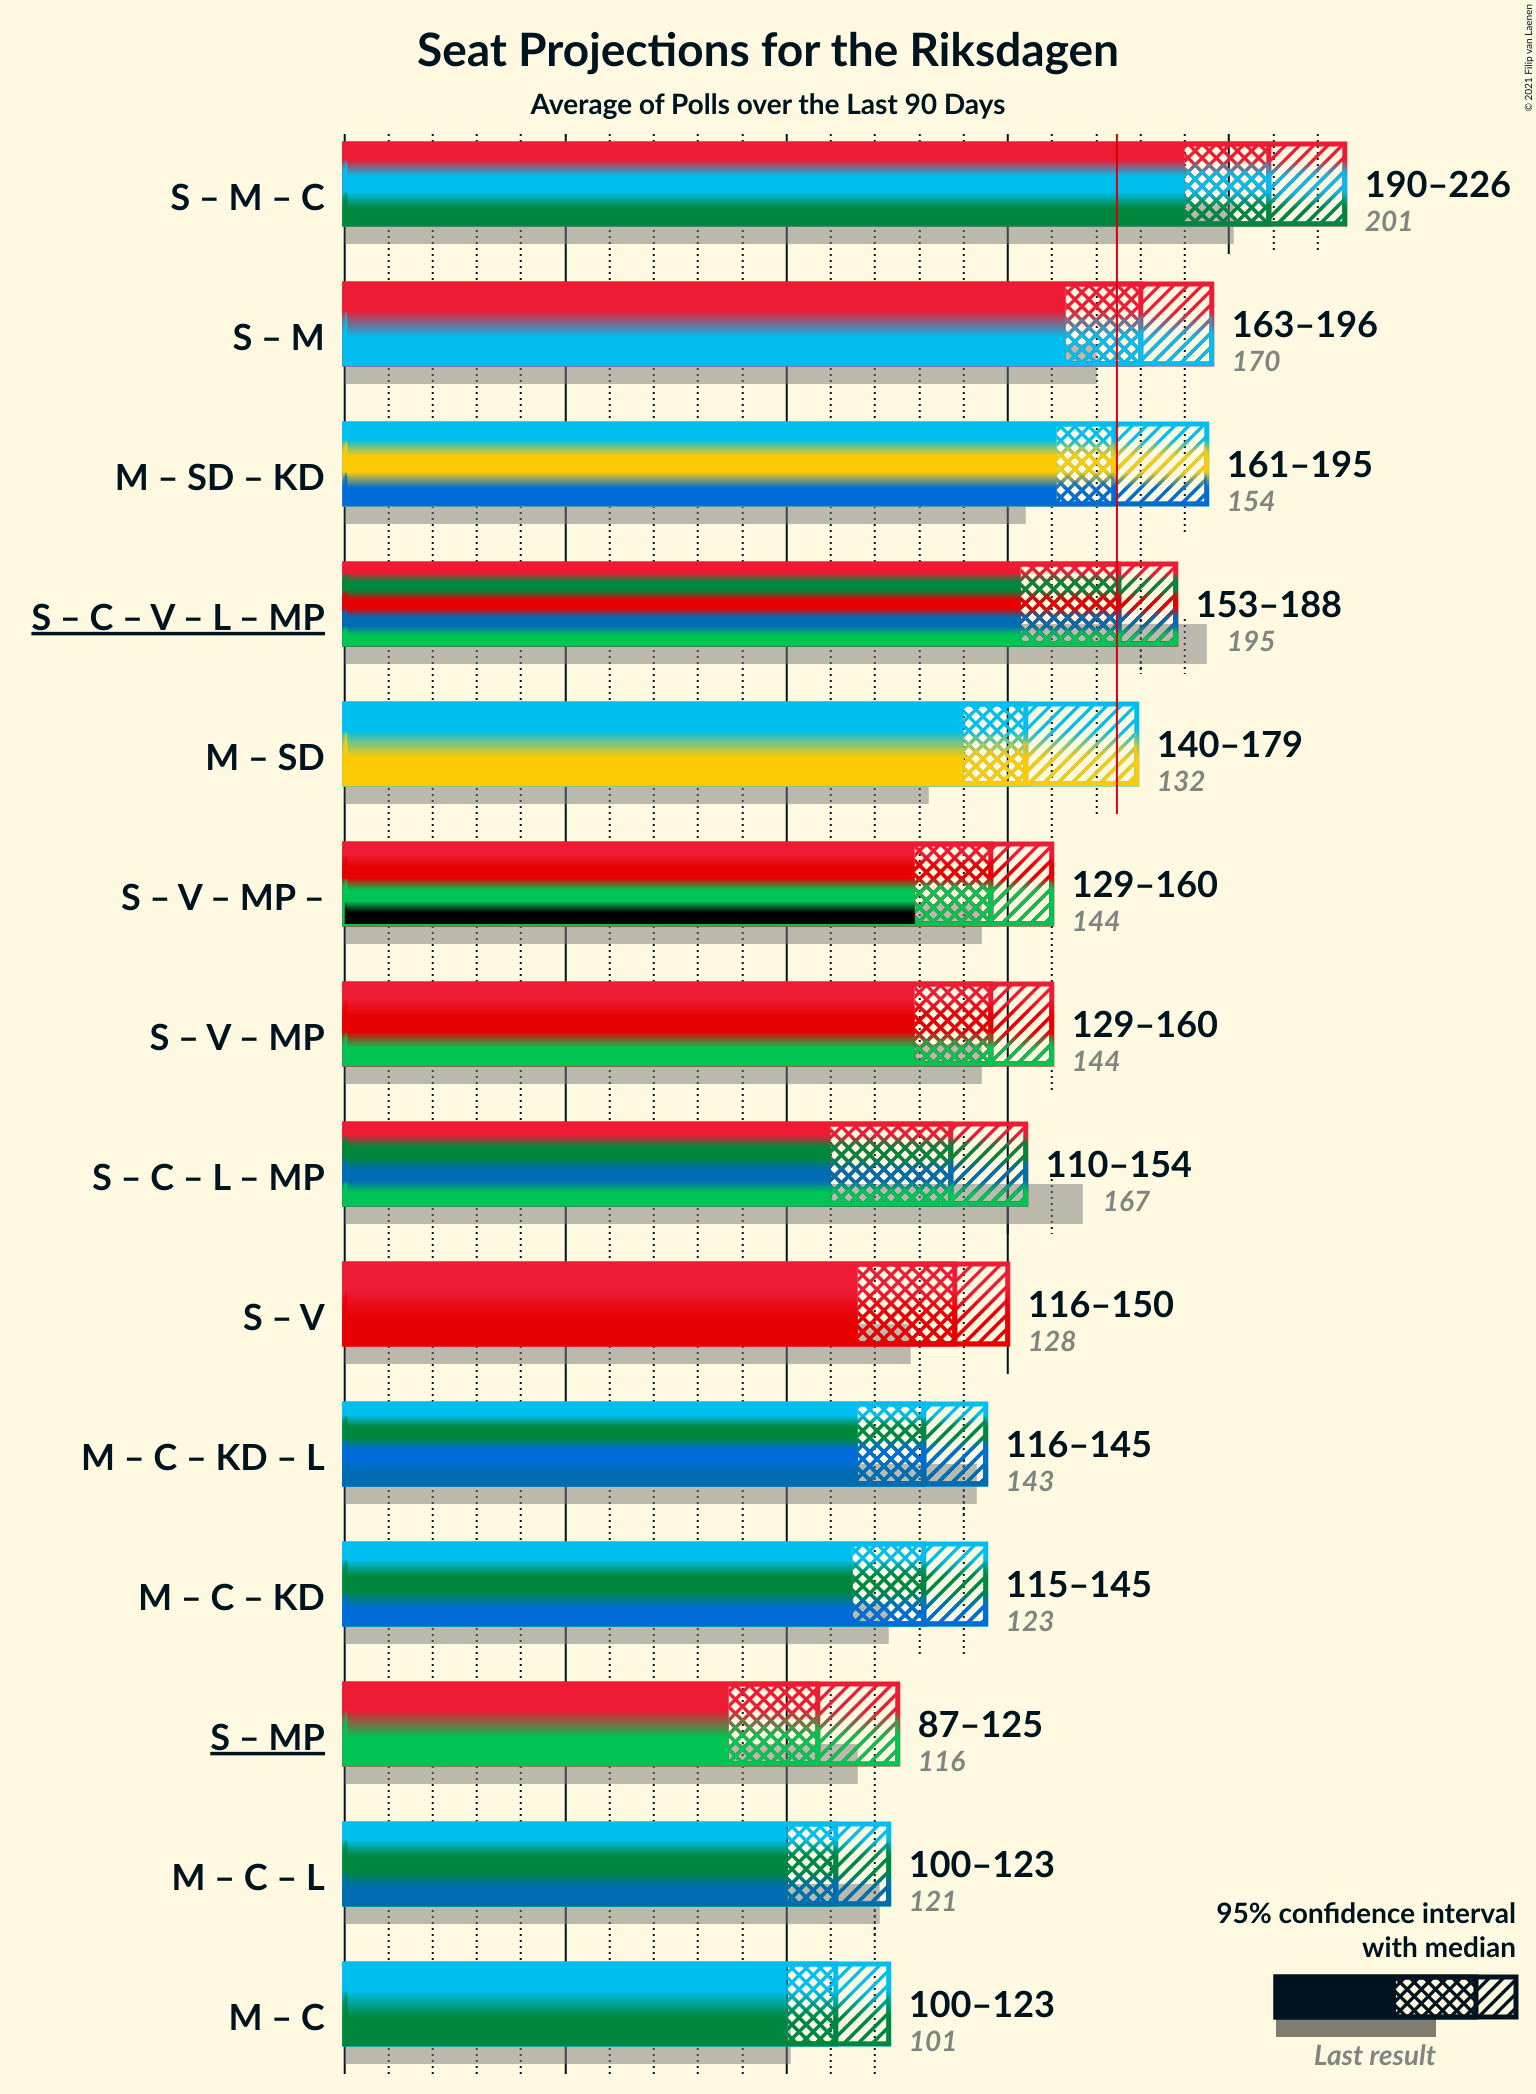 Seat Projections for the Riksdagen
Average of Polls over the Last 90 Days
© 2021 Filip van Laenen
S – M – C
190–226
201
S – M
163–196
170
M – SD – KD
161–195
154
S – C – V – L – MP
153–188
195
M – SD
140–179
132
S – V – MP –
129–160
144
S – V – MP
129–160
144
S – C – L – MP
110–154
167
S – V
116–150
128
M – C – KD – L
116–145
143
M – C – KD
115–145
123
S – MP
87–125
116
M – C – L
100–123
121
M – C
100–123
101
95% confidence interval
with median
Last result